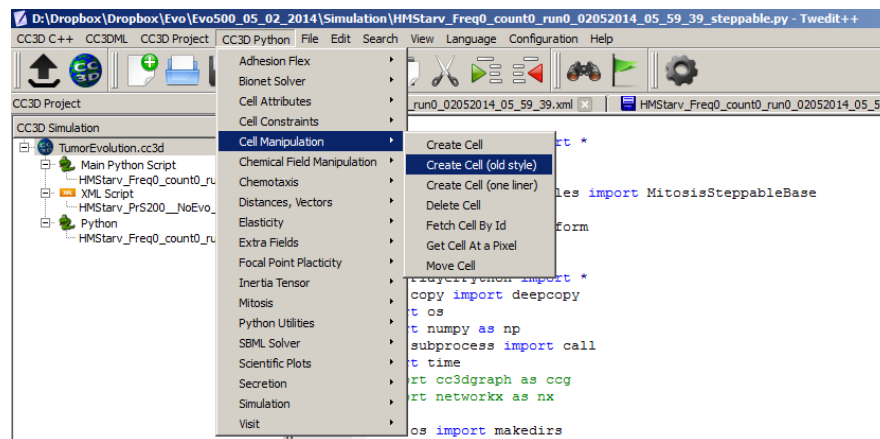 D:\Dropbox\Dropbox\Evo\Evo500_05_02_2014\Simulation\HMStarv_Freq0_count0_run0_02052014_05_59_39_steppable.py - Twedit++
CC3D C++ CC3DML CC3D Project CC3D Python File Edit Search View Language Configuration Help
CC3D
CC3D Project
_run0_02052014_05_59_39.xml
HMStarv_Freq0_count0_run0_02052014_05_5
CC3D Simulation
TumorEvolution.cc3d
Main Python Script
HMStarv_Freq0_count0_ru
XML Script
HMStarv_PrS200__NoEvo_
Python
HMStarv_Freq0_count0_ru
Adhesion Flex
Bionet Solver
Cell Attributes
Cell Constraints
Cell Manipulation
Chemical Field Manipulation
Chemotaxis
Distances, Vectors
Elasticity
Extra Fields
Focal Point Placticity
Inertia Tensor
Mitosis
Python Utilities
SBML Solver
Scientific Plots
Secretion
Simulation
Visit
Create Cell
Create Cell (old style)
Create Cell (one liner)
Delete Cell
Fetch Cell By Id
Get Cell At a Pixel
Move Cell
rt *
les import MitosisSteppableBase
form
import *
copy import deepcopy
t os
t numpy as np
subprocess import call
t time
rt cc3dgraph as ccg
rt networkx as nx
os import makedirs